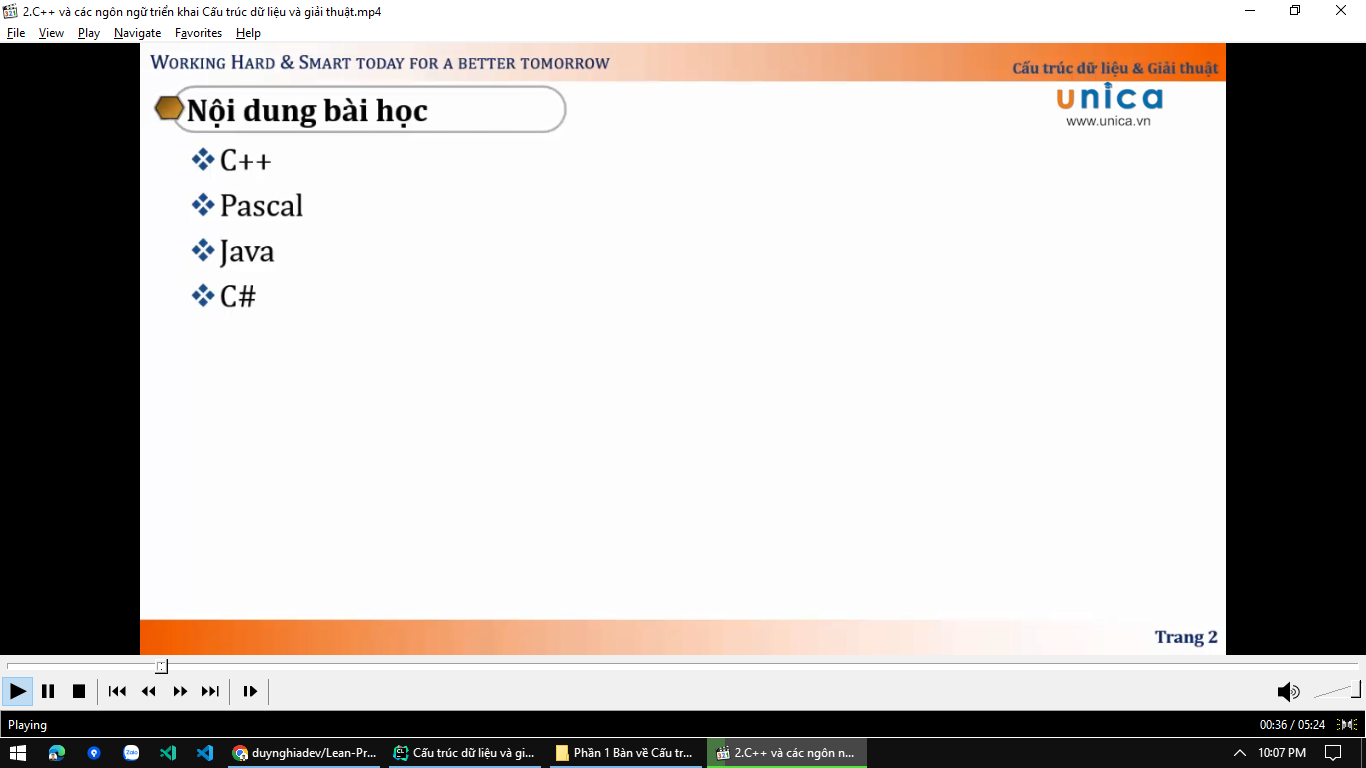 2.C++ và các ngôn ngữ triển khai Cấu trúc dữ liệu và giải thuật.mp4
File View Play Navigate Favorites Help
WORKING HARD & SMART TODAY FOR A BETTER TOMORROW
Cấu trúc dữ liệu & Giải thuật
Nội dung bài học
unica
www.unica.vn
C++
Pascal
Java
C#
Trang 2
Playing
00:36 / 05:24
duynghiadev/Lean-Pr...
Cấu trúc dữ liệu và gi...
Phần 1 Bàn về Cấu tr...
2.C++ và các ngôn n...
10:07 PM